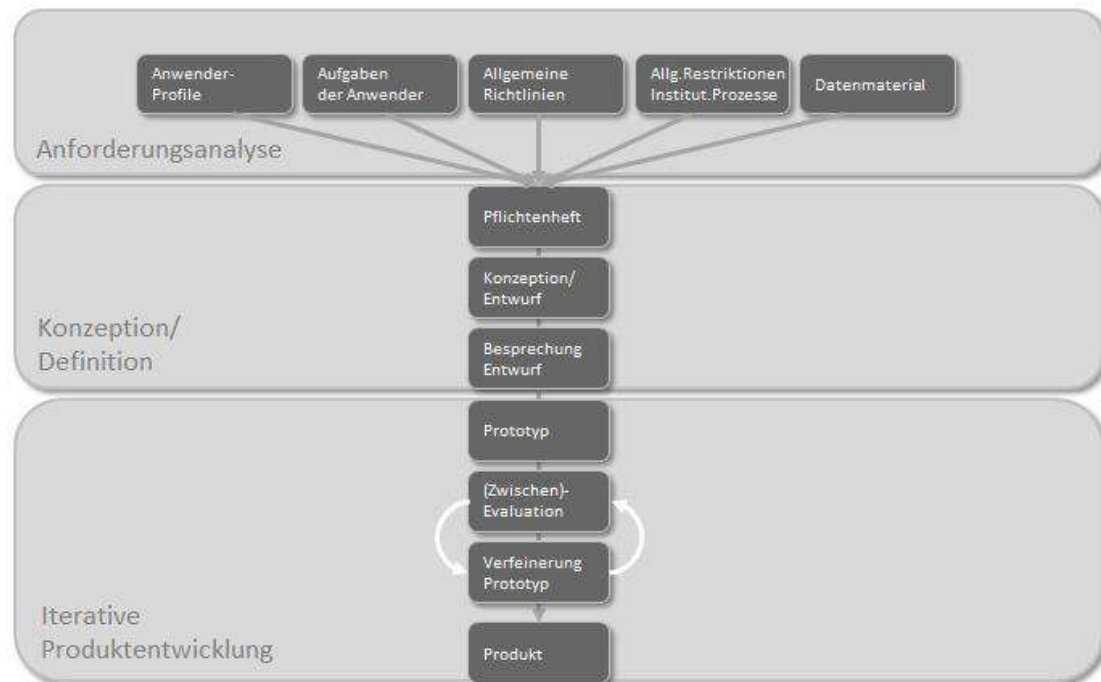 Anwender-
Profile
Aufgaben
der Anwender
Allgemeine
Richtlinien
Allg.Restriktionen
Institut.Prozesse
Datenmaterial
Anforderungsanalyse
Pflichtenheft
Konzeption/
Entwurf
Besprechung
Entwurf
Konzeption/
Definition
Prototyp
(Zwischen)-
Evaluation
Verfeinerung
Prototyp
Produkt
Iterative
Produktentwicklung